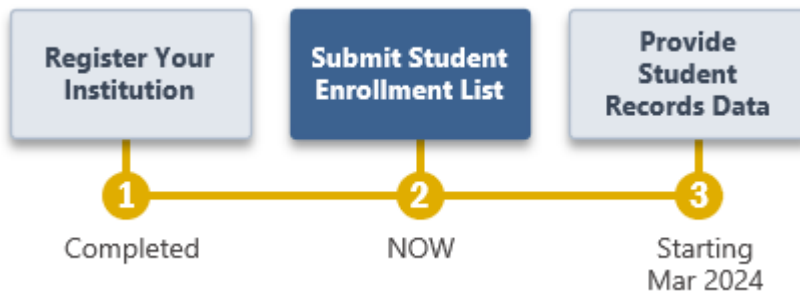 Register Your
Institution
Submit Student
Enrollment List
Provide
Student
Records Data
1
2
3
Completed
NOW
Starting
Mar 2024